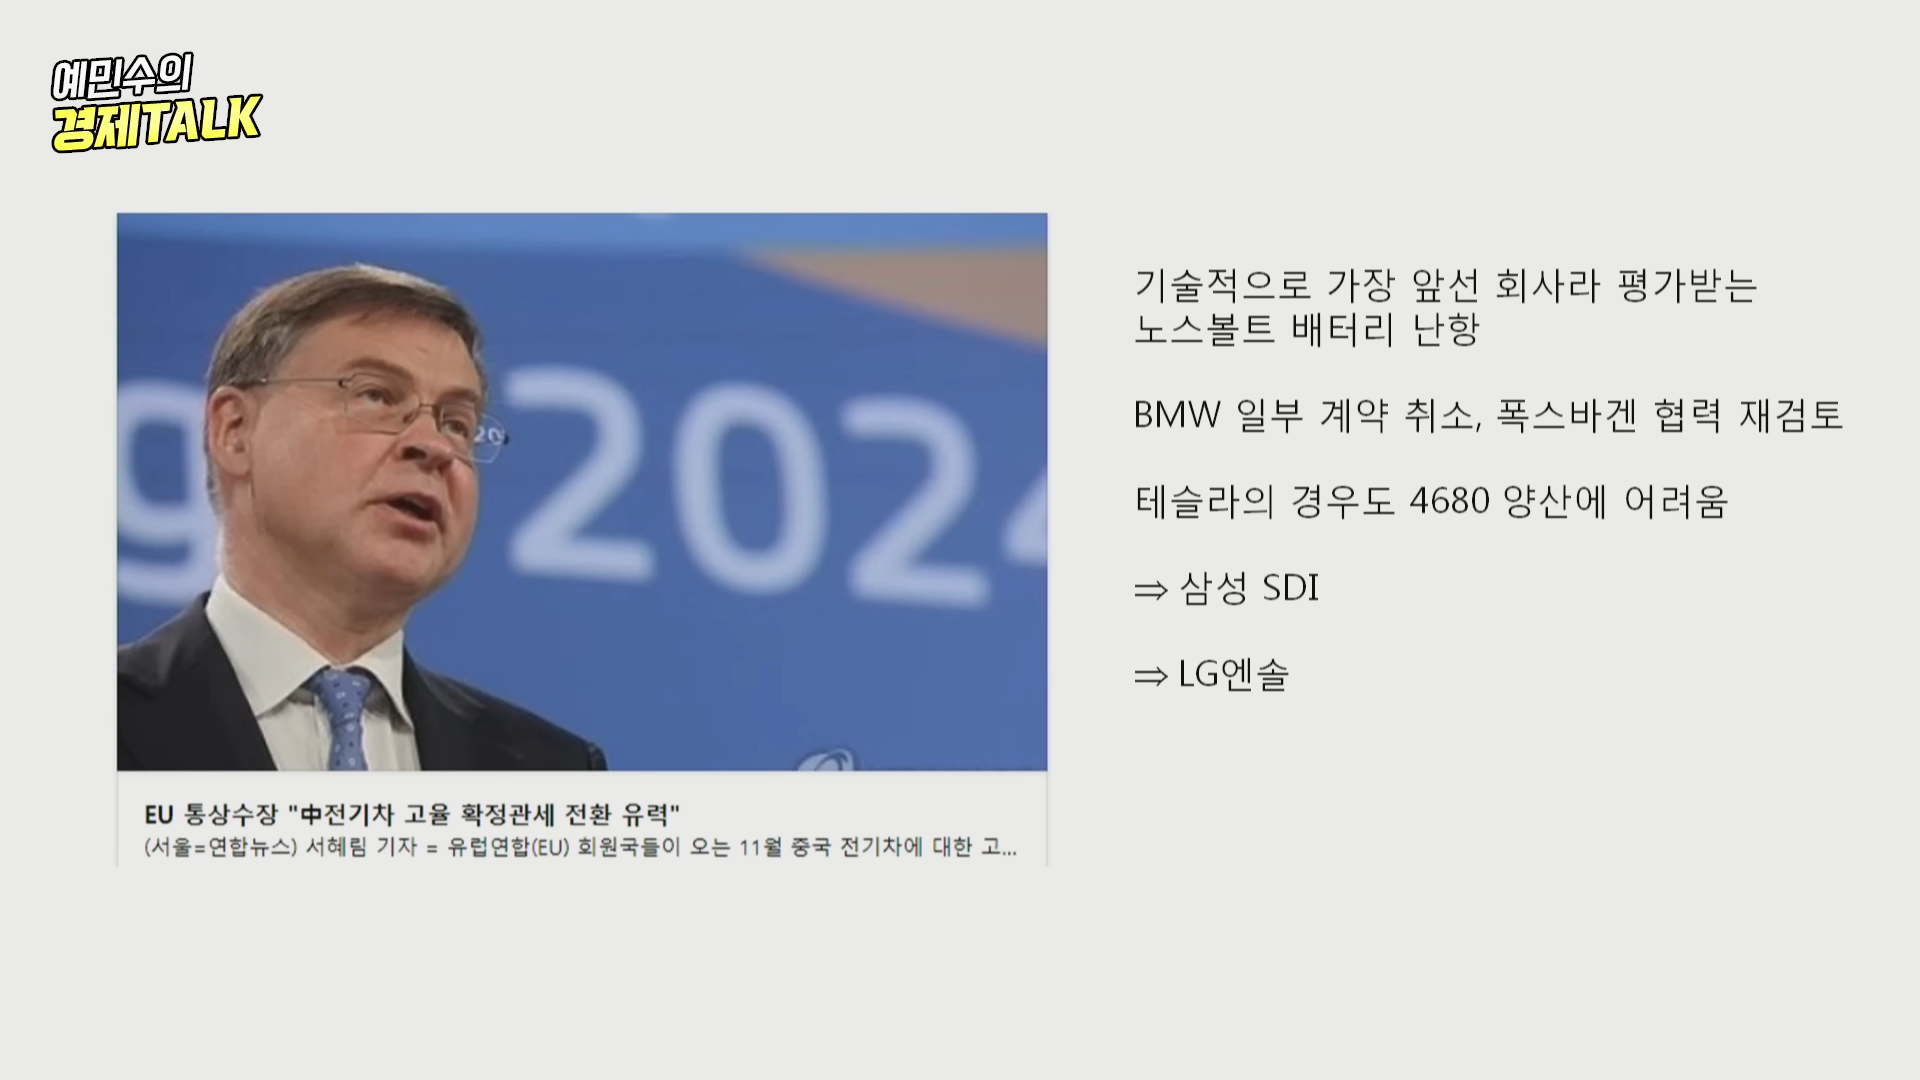 예민수의
경제TALK
g 2024
20
EU 통상수장 "中전기차 고율 확정관세 전환 유력"
(서울=연합뉴스) 서혜림 기자 = 유럽연합(EU) 회원국들이 오는 11월 중국 전기차에 대한 고...
기술적으로 가장 앞선 회사라 평가받는
노스볼트 배터리 난항
BMW 일부 계약 취소, 폭스바겐 협력 재검토
테슬라의 경우도 4680 양산에 어려움
⇒ 삼성 SDI
⇒ LG엔솔